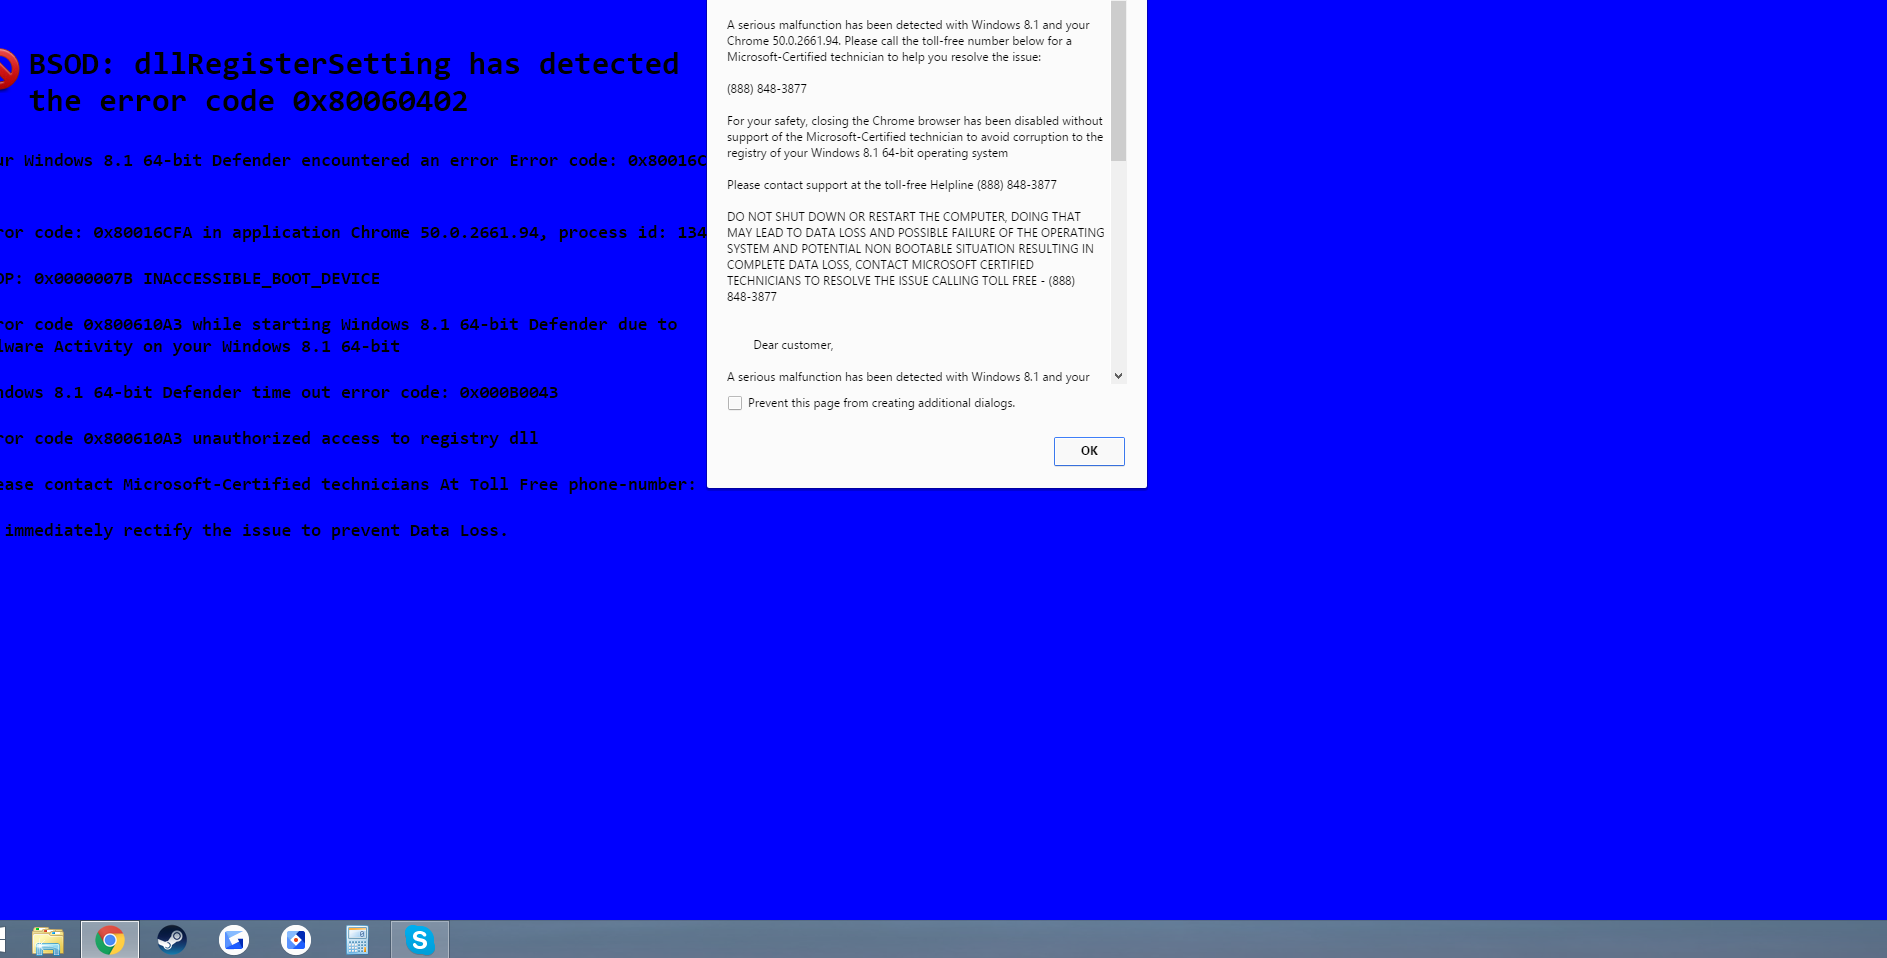 BSOD: dllRegisterSetting has detected
the error code 0x80060402
Windows 8.1 64-bit Defender encountered an error Error code: 0x80016C
code: 0x80016CFA in application Chrome 50.0.2661.94, process id: 134
0x0000007B INACCESSIBLE_BOOT_DEVICE
code 0x800610A3 while starting Windows 8.1 64-bit Defender due to
Activity on your Windows 8.1 64-bit
8.1 64-bit Defender time out error code: 0x000B0043
code 0x800610A3 unauthorized access to registry dll
contact Microsoft-Certified technicians At Toll Free phone-number:
immediately rectify the issue to prevent Data Loss.
A serious malfunction has been detected with Windows 8.1 and your
Chrome 50.0.2661.94. Please call the toll-free number below for a
Microsoft-Certified technician to help you resolve the issue:
(888) 848-3877
For your safety, closing the Chrome browser has been disabled without
support of the Microsoft-Certified technician to avoid corruption to the
registry of your Windows 8.1 64-bit operating system
Please contact support at the toll-free Helpline (888) 848-3877
DO NOT SHUT DOWN OR RESTART THE COMPUTER, DOING THAT
MAY LEAD TO DATA LOSS AND POSSIBLE FAILURE OF THE OPERATING
SYSTEM AND POTENTIAL NON BOOTABLE SITUATION RESULTING IN
COMPLETE DATA LOSS, CONTACT MICROSOFT CERTIFIED
TECHNICIANS TO RESOLVE THE ISSUE CALLING TOLL FREE - (888)
848-3877
Dear customer,
A serious malfunction has been detected with Windows 8.1 and your
Prevent this page from creating additional dialogs.
OK